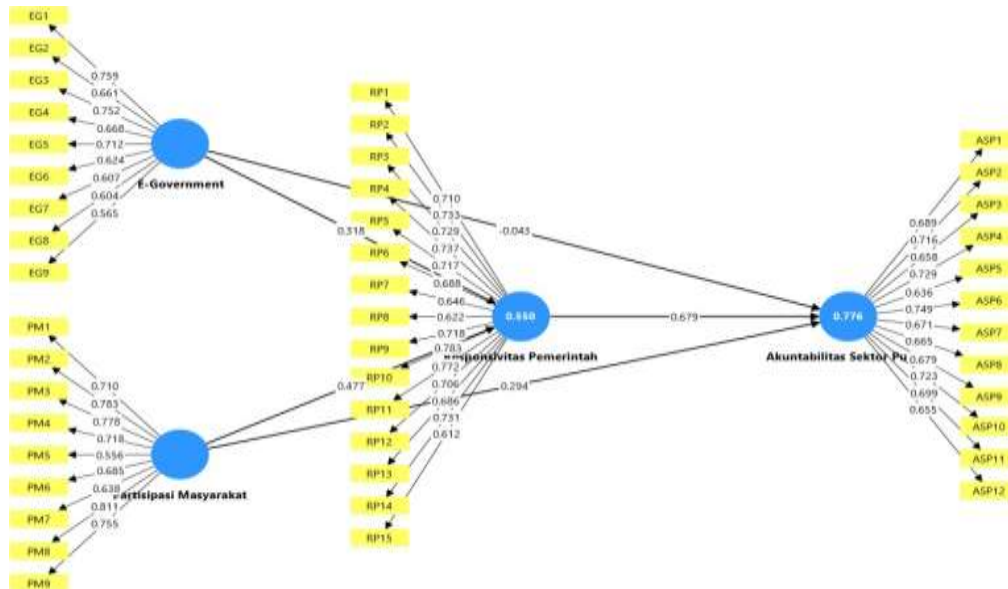 EG1
EG2
EG3
EG4
EG5
EG6
EG7
EG8
EG9
0.759
0.661
0.752
0.668
0.712
0.624
0.607
0.604
0.565
E-Government
PM1
PM2
PM3
PM4
PM5
PM6
PM7
PM8
PM9
0.710
0.783
0.778
0.718
0.556
0.685
0.638
0.811
0.755
Partisipasi Masyarakat
0.318
0.477
-0.043
0.679
0.294
RP1
RP2
RP3
RP4
RP5
RP6
RP7
RP8
RP9
RP10
RP11
RP12
RP13
RP14
RP15
0.710
0.733
0.729
0.737
0.717
0.688
0.646
0.622
0.718
0.783
0.772
0.706
0.686
0.731
0.612
0.550
Responsivitas Pemerintah
0.776
Akuntabilitas Sektor Pu
0.689
0.716
0.658
0.729
0.636
0.749
0.671
0.665
0.679
0.723
0.699
0.655
ASP1
ASP2
ASP3
ASP4
ASP5
ASP6
ASP7
ASP8
ASP9
ASP10
ASP11
ASP12